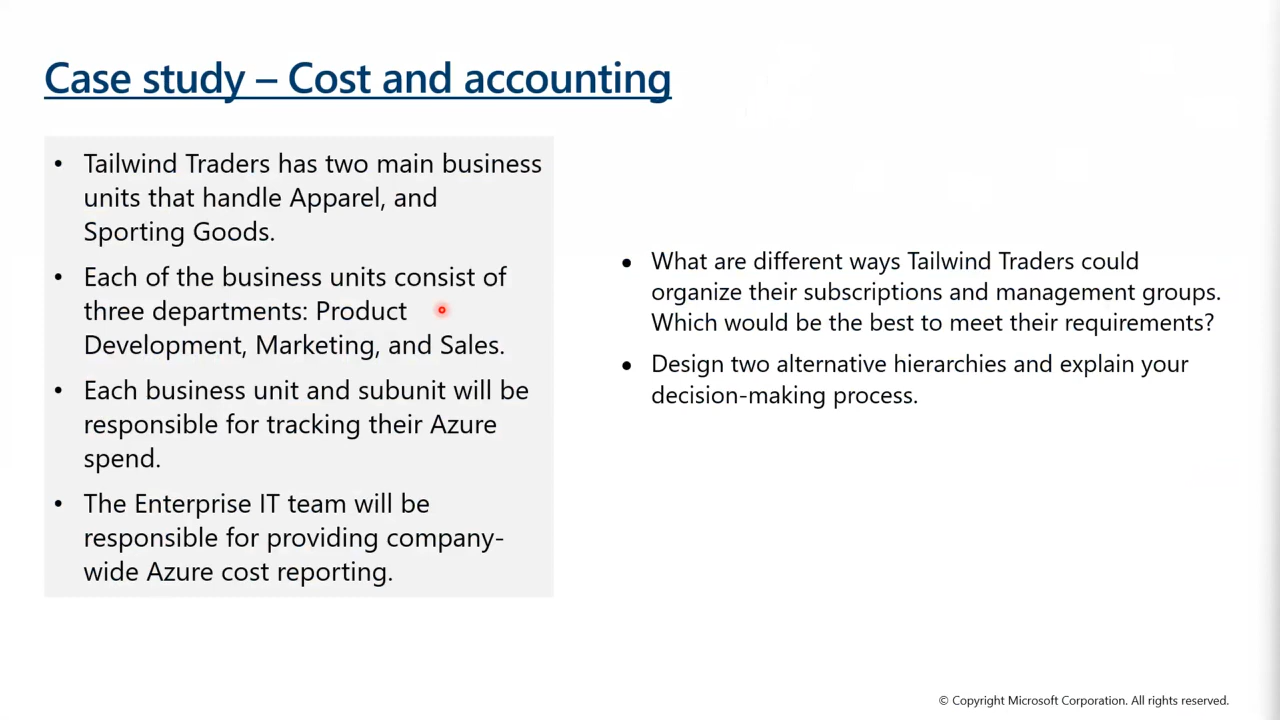 Case study – Cost and accounting
• Tailwind Traders has two main business
units that handle Apparel, and
Sporting Goods.
• Each of the business units consist of
three departments: Product
Development, Marketing, and Sales.
• Each business unit and subunit will be
responsible for tracking their Azure
spend.
• The Enterprise IT team will be
responsible for providing company-
wide Azure cost reporting.
• What are different ways Tailwind Traders could
organize their subscriptions and management groups.
Which would be the best to meet their requirements?
• Design two alternative hierarchies and explain your
decision-making process.
© Copyright Microsoft Corporation. All rights reserved.